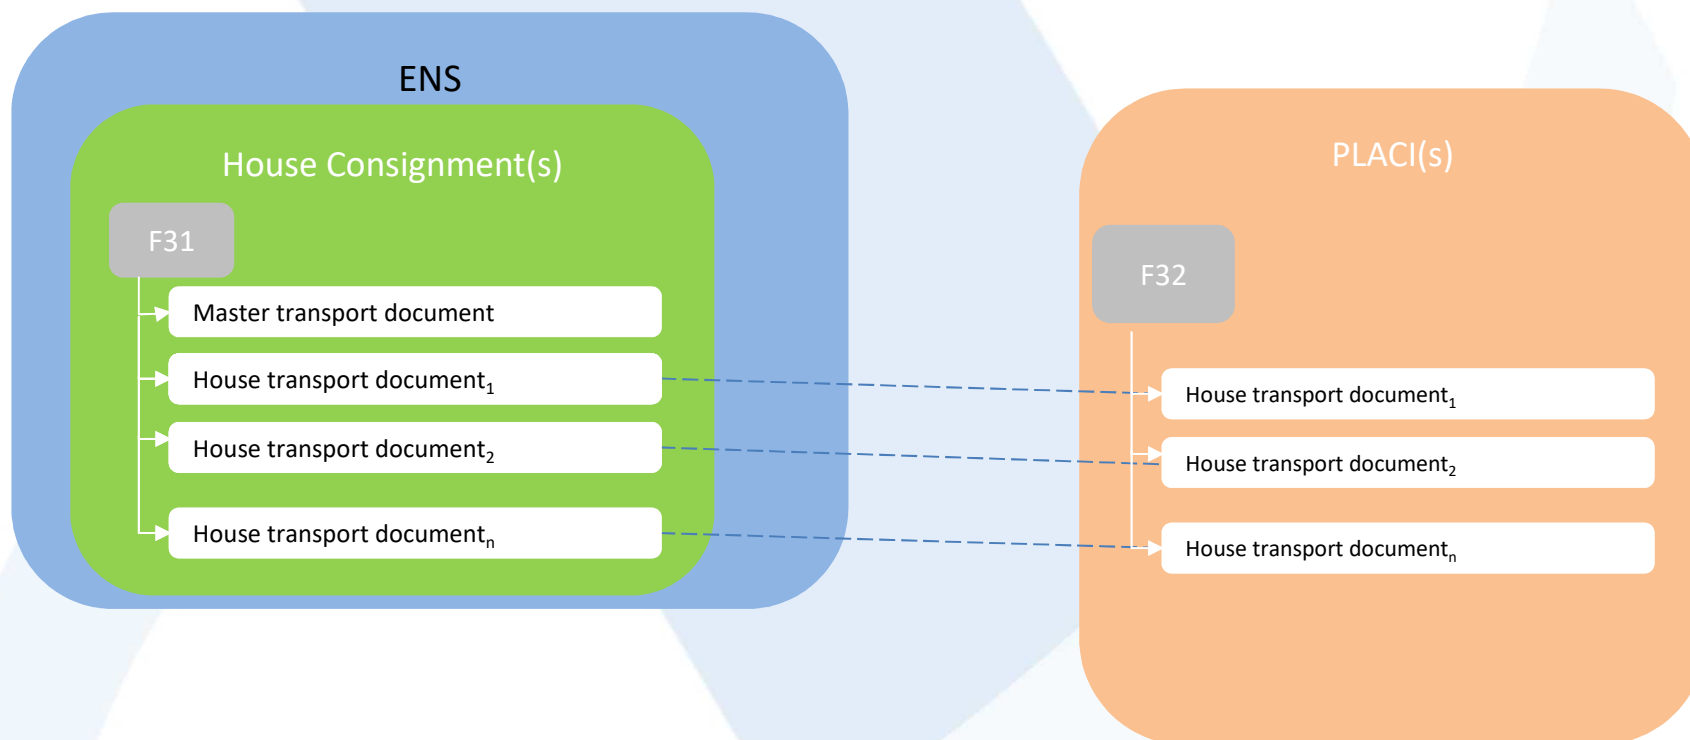 ENS
House Consignment(s)
F31
Master transport document
House transport document1
House transport document2
House transport documentn
PLACI(s)
F32
House transport document1
House transport document2
House transport documentn